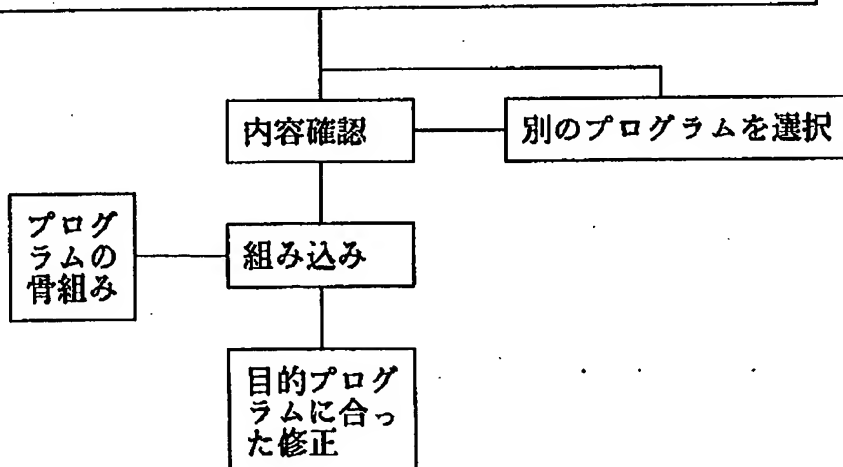 内容確認
別のプログラムを選択
プログ
ラムの
骨組み
組み込み
目的プログ
ラムに合っ
た修正